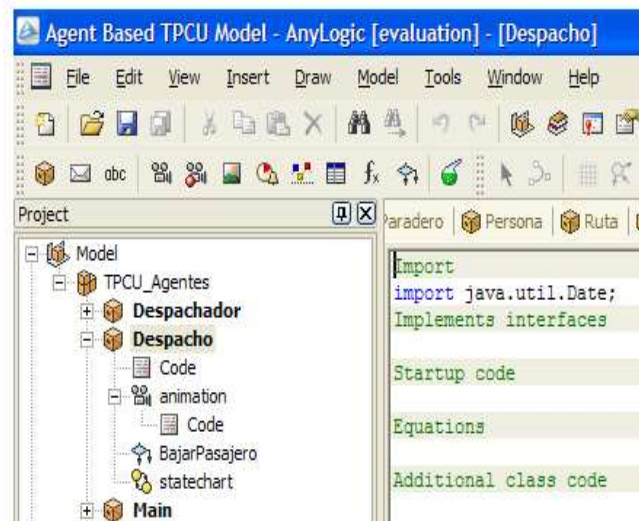 Agent Based TPCU Model - AnyLogic [evaluation] - [Despacho]
File Edit View Insert Draw Model Tools Window Help
abc
Project
Paradero Persona Ruta
Model
TPCU_Agentes
Despachador
Despacho
Code
animation
Code
BajarPasajero
statechart
Main
Import
import java.util.Date;
Implements interfaces
Startup code
Equations
Additional class code